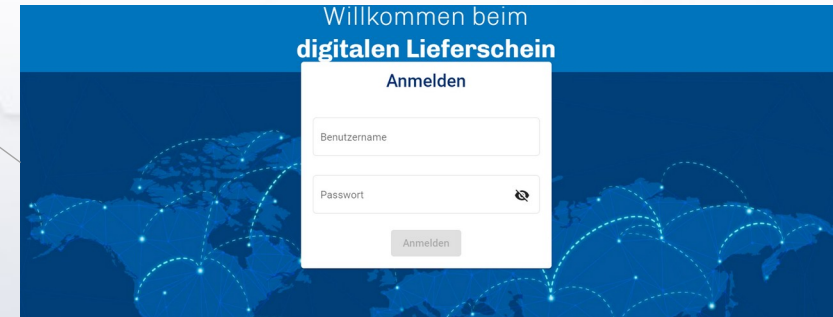 Willkommen beim
digitalen Lieferschein
Anmelden
Benutzername
Passwort
Anmelden